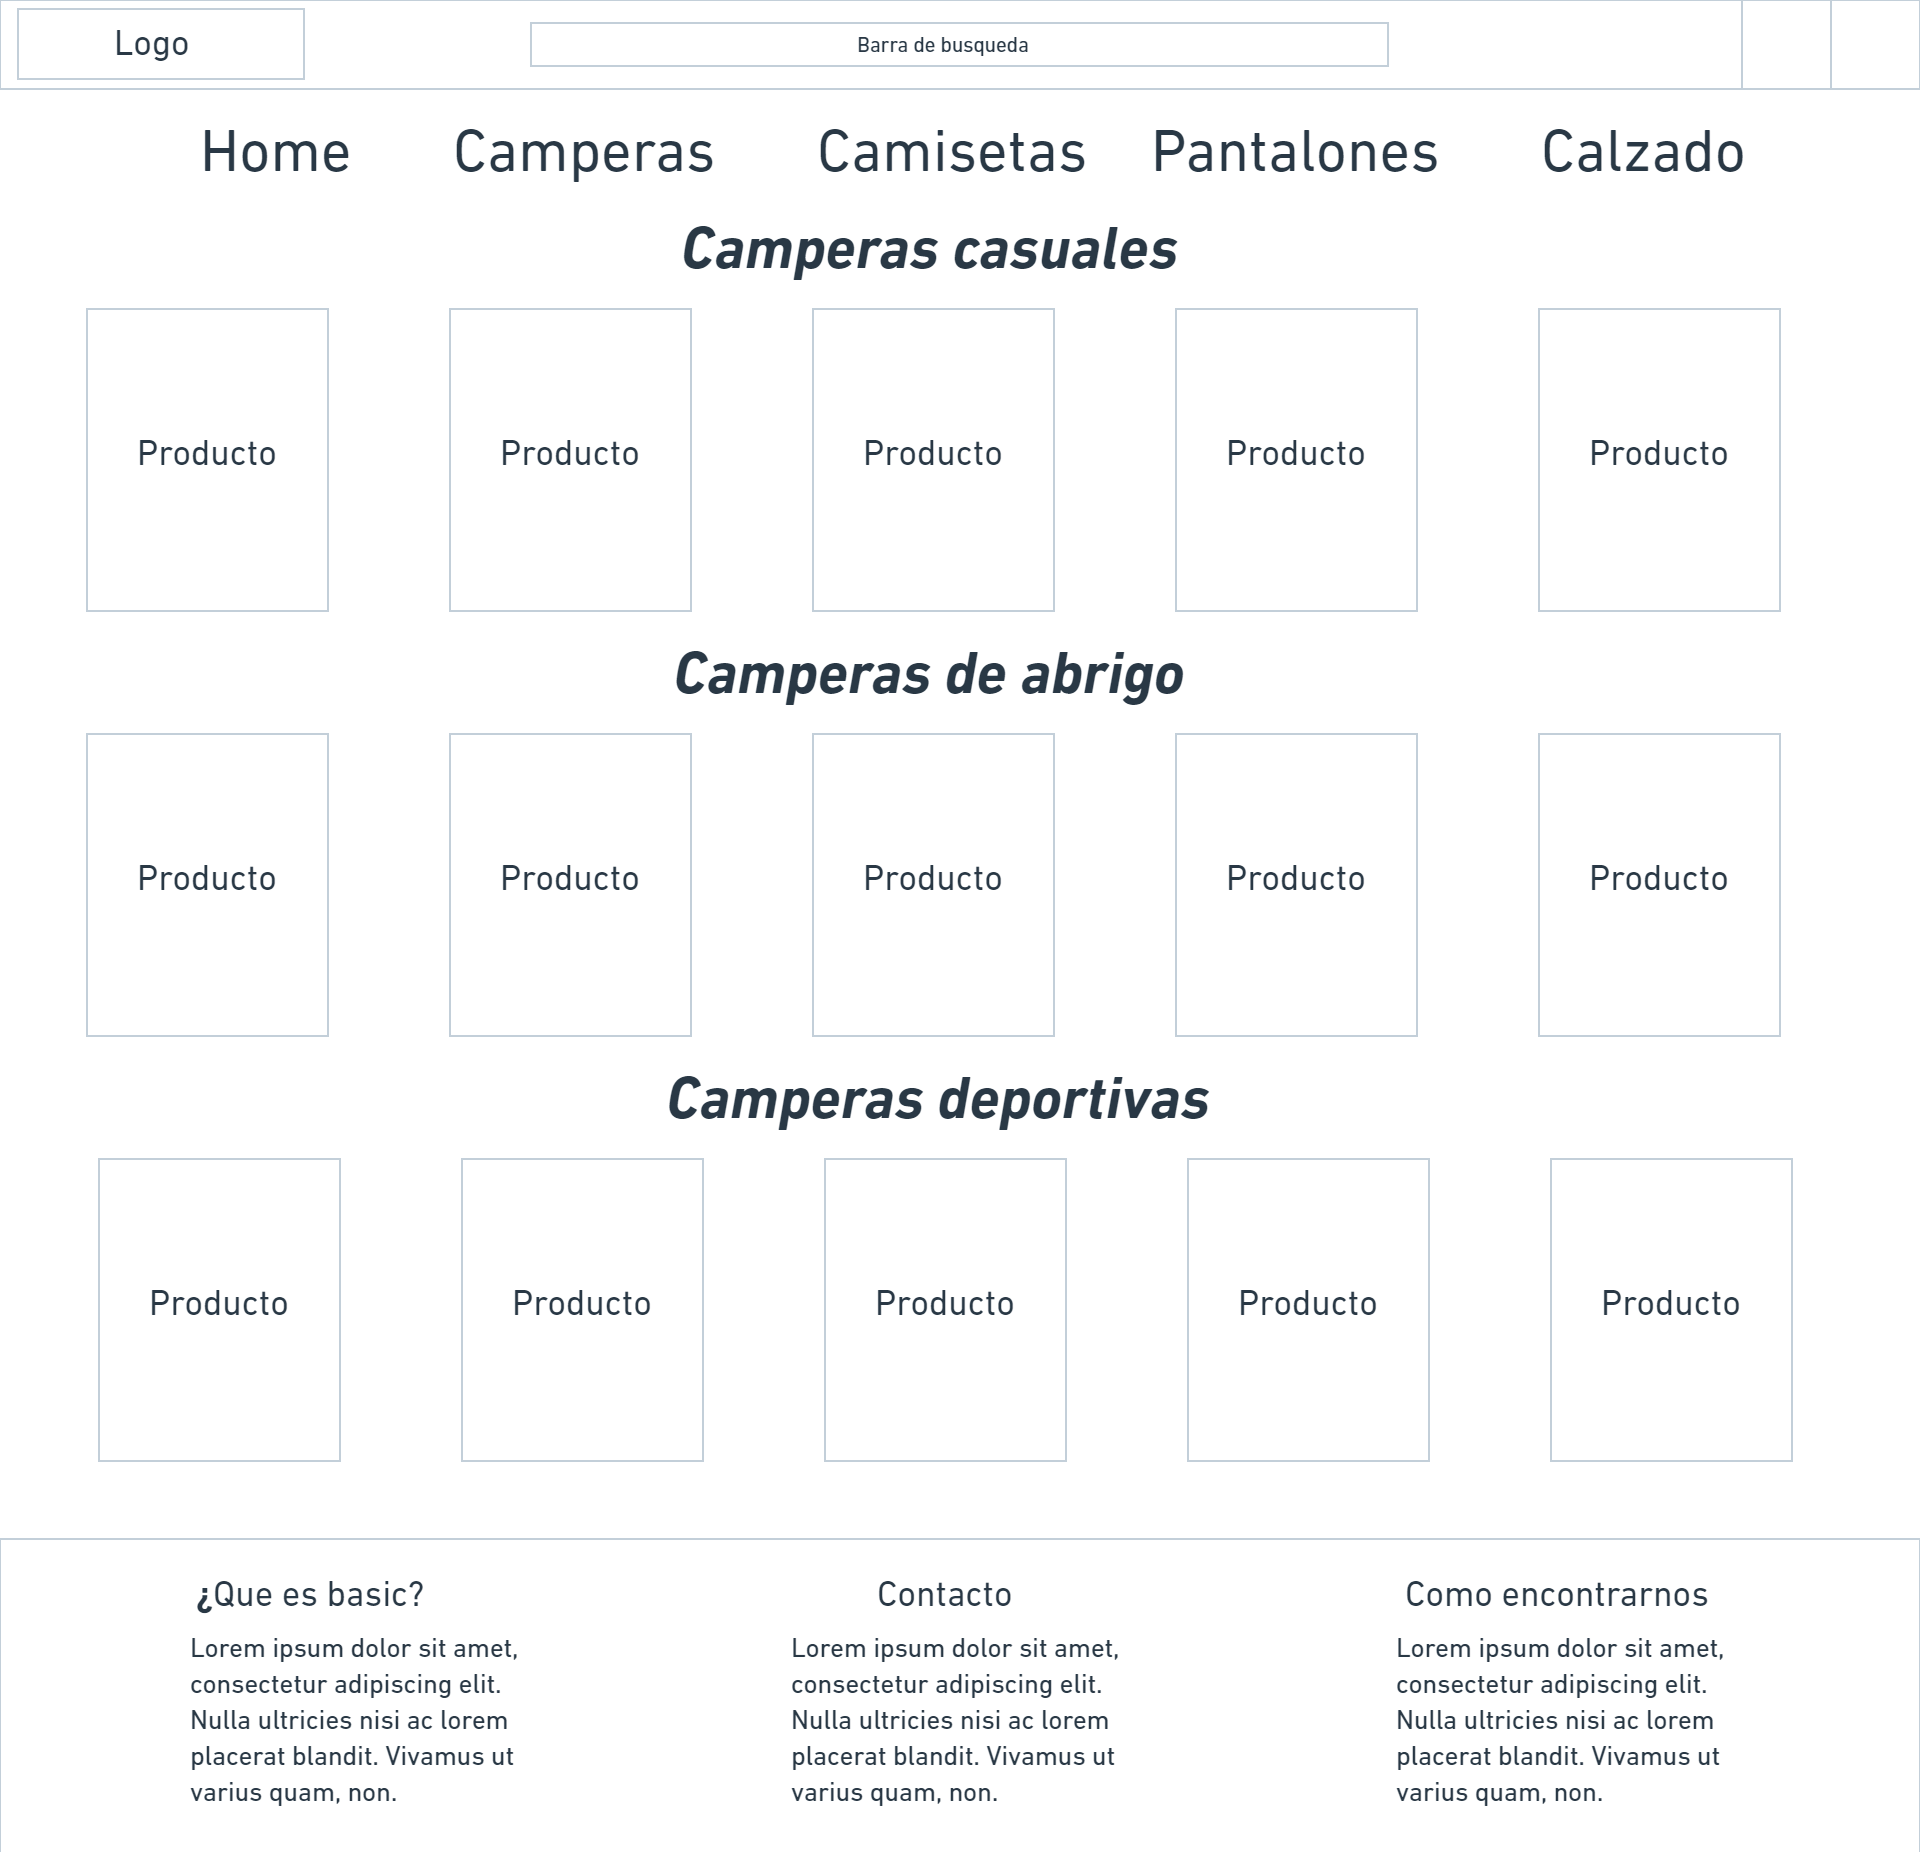 Logo
Barra de busqueda
Home
Camperas
Camisetas
Pantalones
Calzado
Camperas casuales
Producto
Producto
Producto
Producto
Producto
Camperas de abrigo
Producto
Producto
Producto
Producto
Producto
Camperas deportivas
Producto
Producto
Producto
Producto
Producto
¿Que es basic?
Lorem ipsum dolor sit amet,
consectetur adipiscing elit.
Nulla ultricies nisi ac lorem
placerat blandit. Vivamus ut
varius quam, non.
Contacto
Lorem ipsum dolor sit amet,
consectetur adipiscing elit.
Nulla ultricies nisi ac lorem
placerat blandit. Vivamus ut
varius quam, non.
Como encontrarnos
Lorem ipsum dolor sit amet,
consectetur adipiscing elit.
Nulla ultricies nisi ac lorem
placerat blandit. Vivamus ut
varius quam, non.